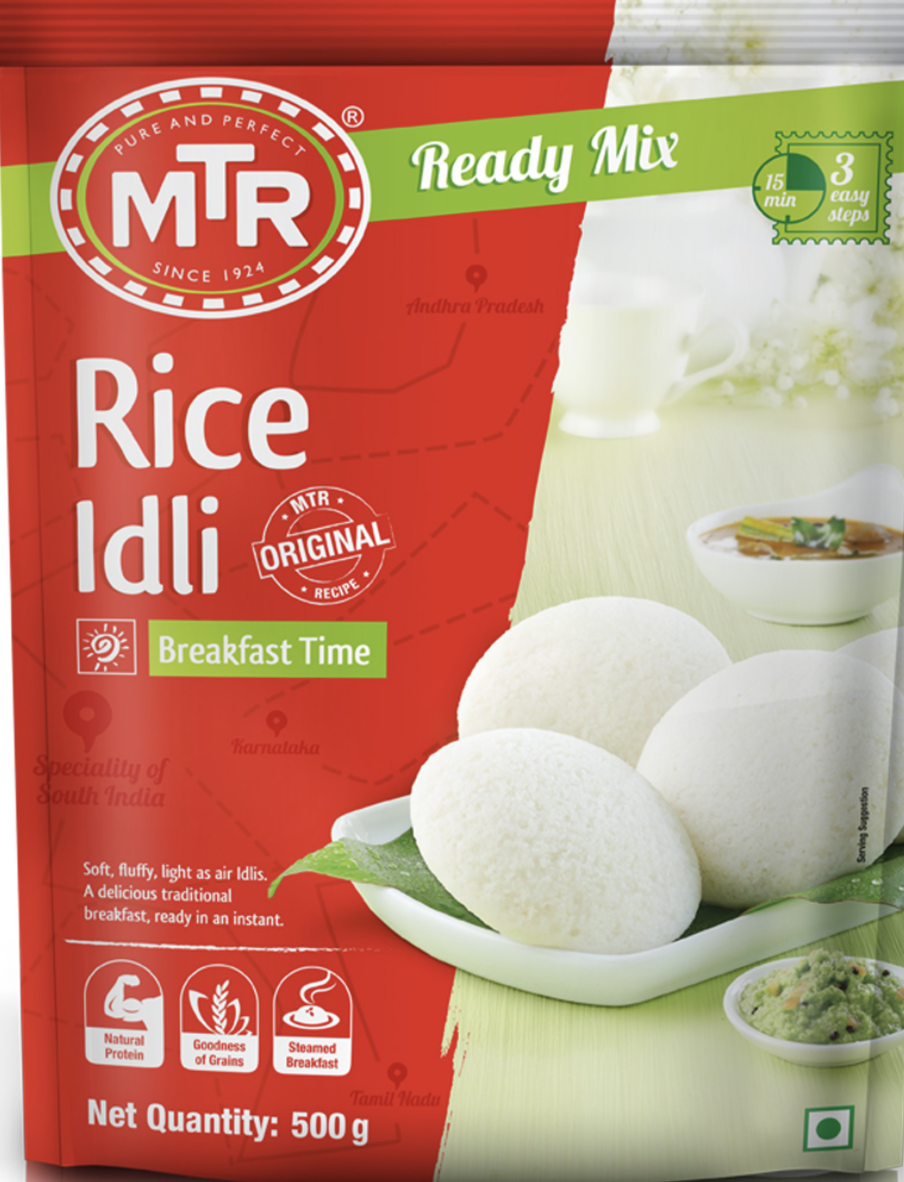 PURE AND PERFECT
MTR
®
SINCE 1924
Ready Mix
15
min
3
easy
steps
Andhra Pradesh
Rice
Idli
MTR
ORIGINAL
RECIPE
Breakfast Time
Karnataka
Speciality of
South India
Serving Suggestion
Soft, fluffy, light as air Idlis.
A delicious traditional
breakfast, ready in an instant.
Natural
Protein
Goodness
of Grains
Steamed
Breakfast
Tamil Nadu
Net Quantity: 500 g